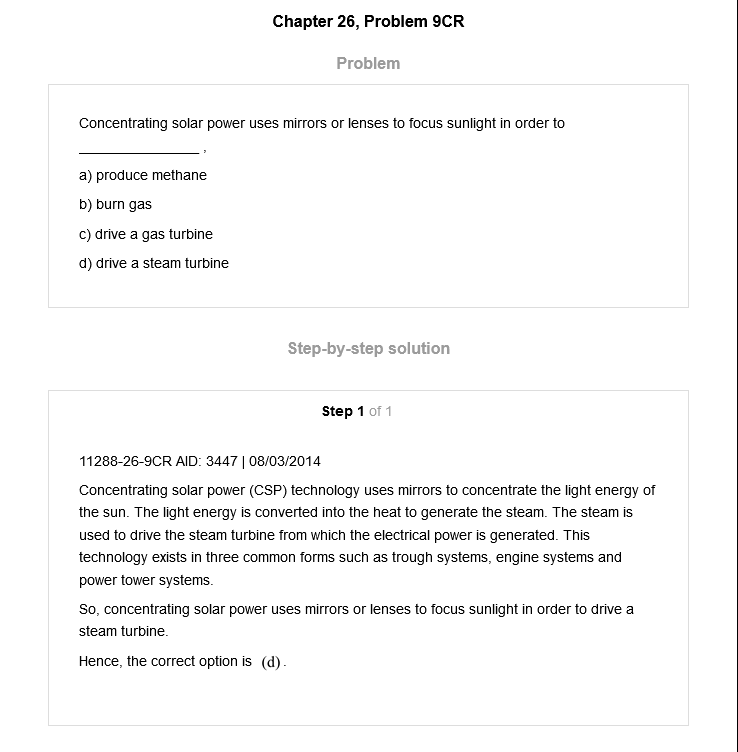 Chapter 26, Problem 9CR
Problem
Concentrating solar power uses mirrors or lenses to focus sunlight in order to
_______________ ,
a) produce methane
b) burn gas
c) drive a gas turbine
d) drive a steam turbine
Step-by-step solution
Step 1 of 1
11288-26-9CR AID: 3447 | 08/03/2014
Concentrating solar power (CSP) technology uses mirrors to concentrate the light energy of
the sun. The light energy is converted into the heat to generate the steam. The steam is
used to drive the steam turbine from which the electrical power is generated. This
technology exists in three common forms such as trough systems, engine systems and
power tower systems.
So, concentrating solar power uses mirrors or lenses to focus sunlight in order to drive a
steam turbine.
Hence, the correct option is (d).